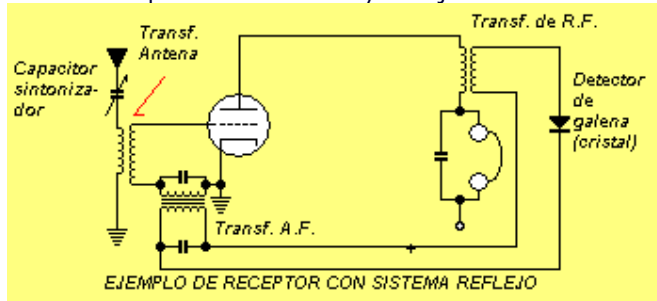 Transf. de R.F.
Transf.
Antena
Capacitor
sintoniza-
dor
Detector
de
galena
(cristal)
Transf. A.F.
EJEMPLO DE RECEPTOR CON SISTEMA REFLEJO